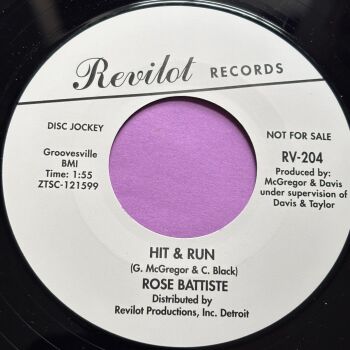 Revilot RECORDS
DISC JOCKEY
NOT FOR SALE
Groovesville
BMI
Time: 1:55
ZTSC-121599
RV-204
Produced by:
McGregor & Davis
under supervision of
Davis & Taylor
HIT & RUN
(G. McGregor & C. Black)
ROSE BATTISTE
Distributed by
Revilot Productions, Inc. Detroit